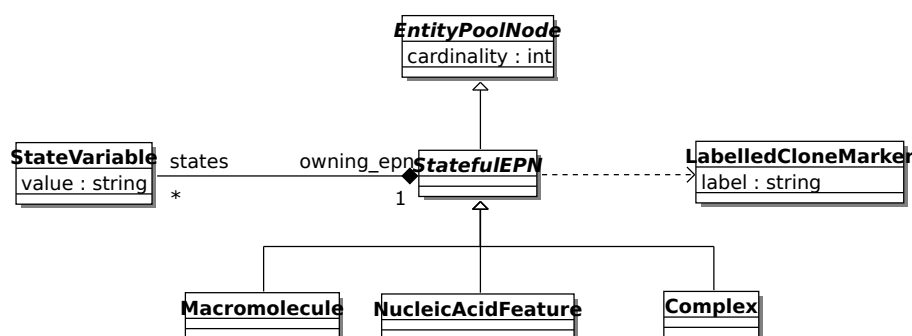 EntityPoolNode
cardinality : int
StateVariable
value : string
states
*
owning_epn
1
StatefulEPN
LabelledCloneMarker
label : string
Macromolecule
NucleicAcidFeature
Complex